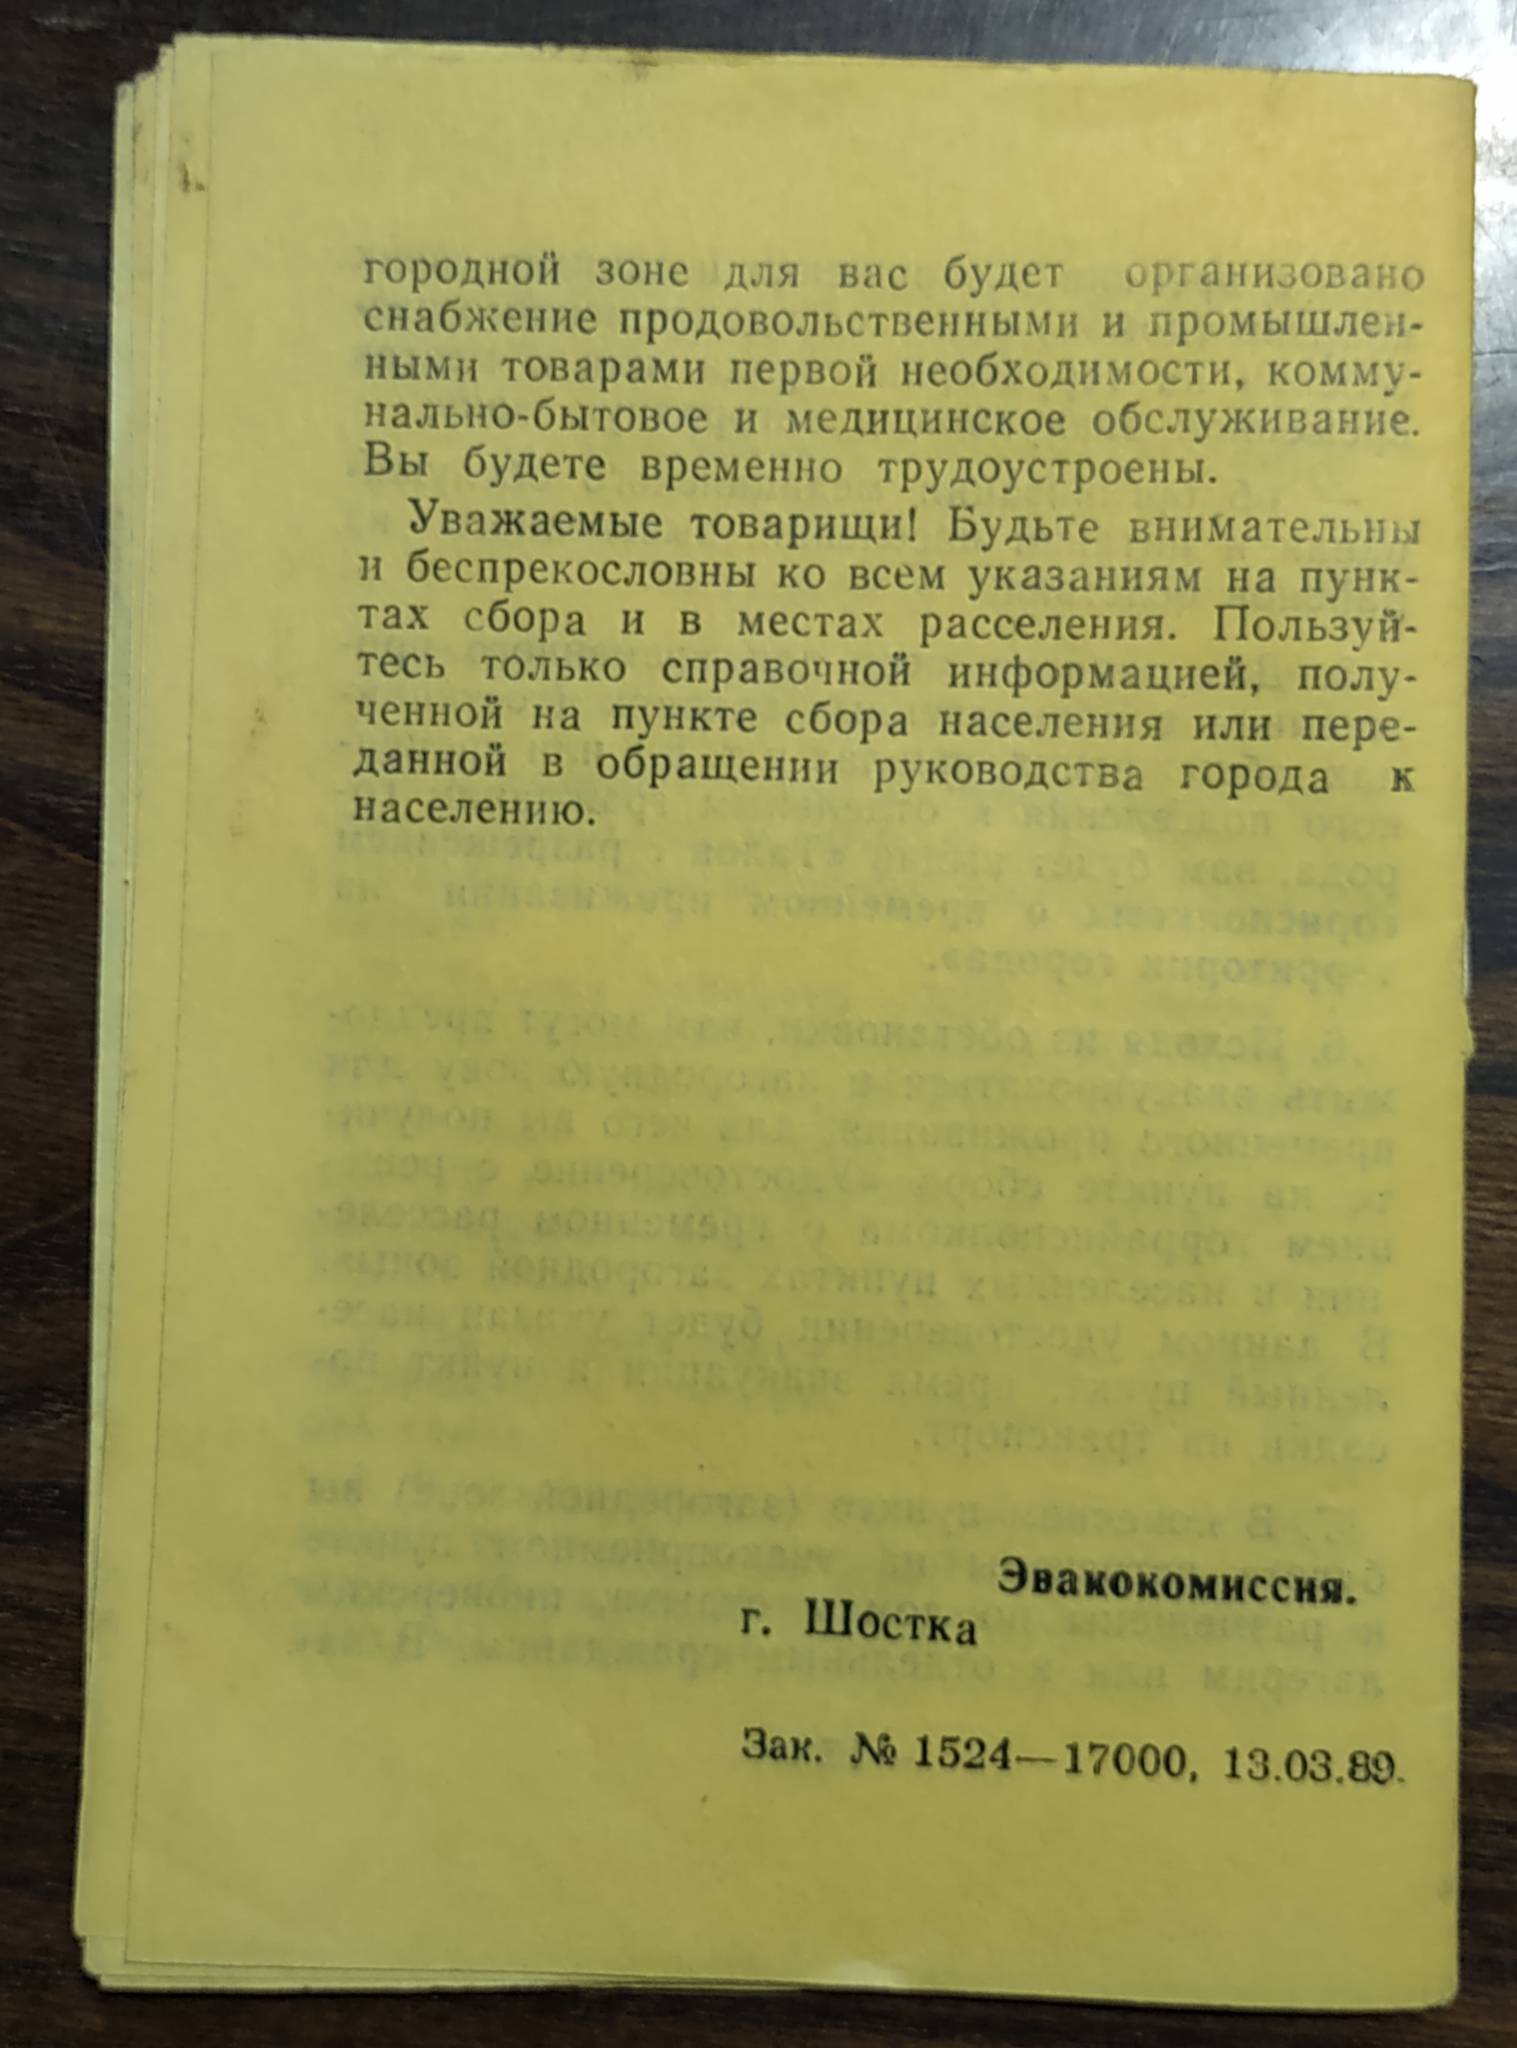 городной зоне для вас будет организовано
снабжение продовольственными и промышлен-
ными товарами первой необходимости, комму-
нально-бытовое и медицинское обслуживание.
Вы будете временно трудоустроены.
Уважаемые товарищи! Будьте внимательны
и беспрекословны ко всем указаниям на пунк-
тах сбора и в местах расселения. Пользуй-
тесь только справочной информацией, полу-
ченной на пункте сбора населения или пере-
данной в обращении руководства города к
населению.
Эвакокомиссия.
г. Шостка
Зак. № 1524—17000, 13.03.89.